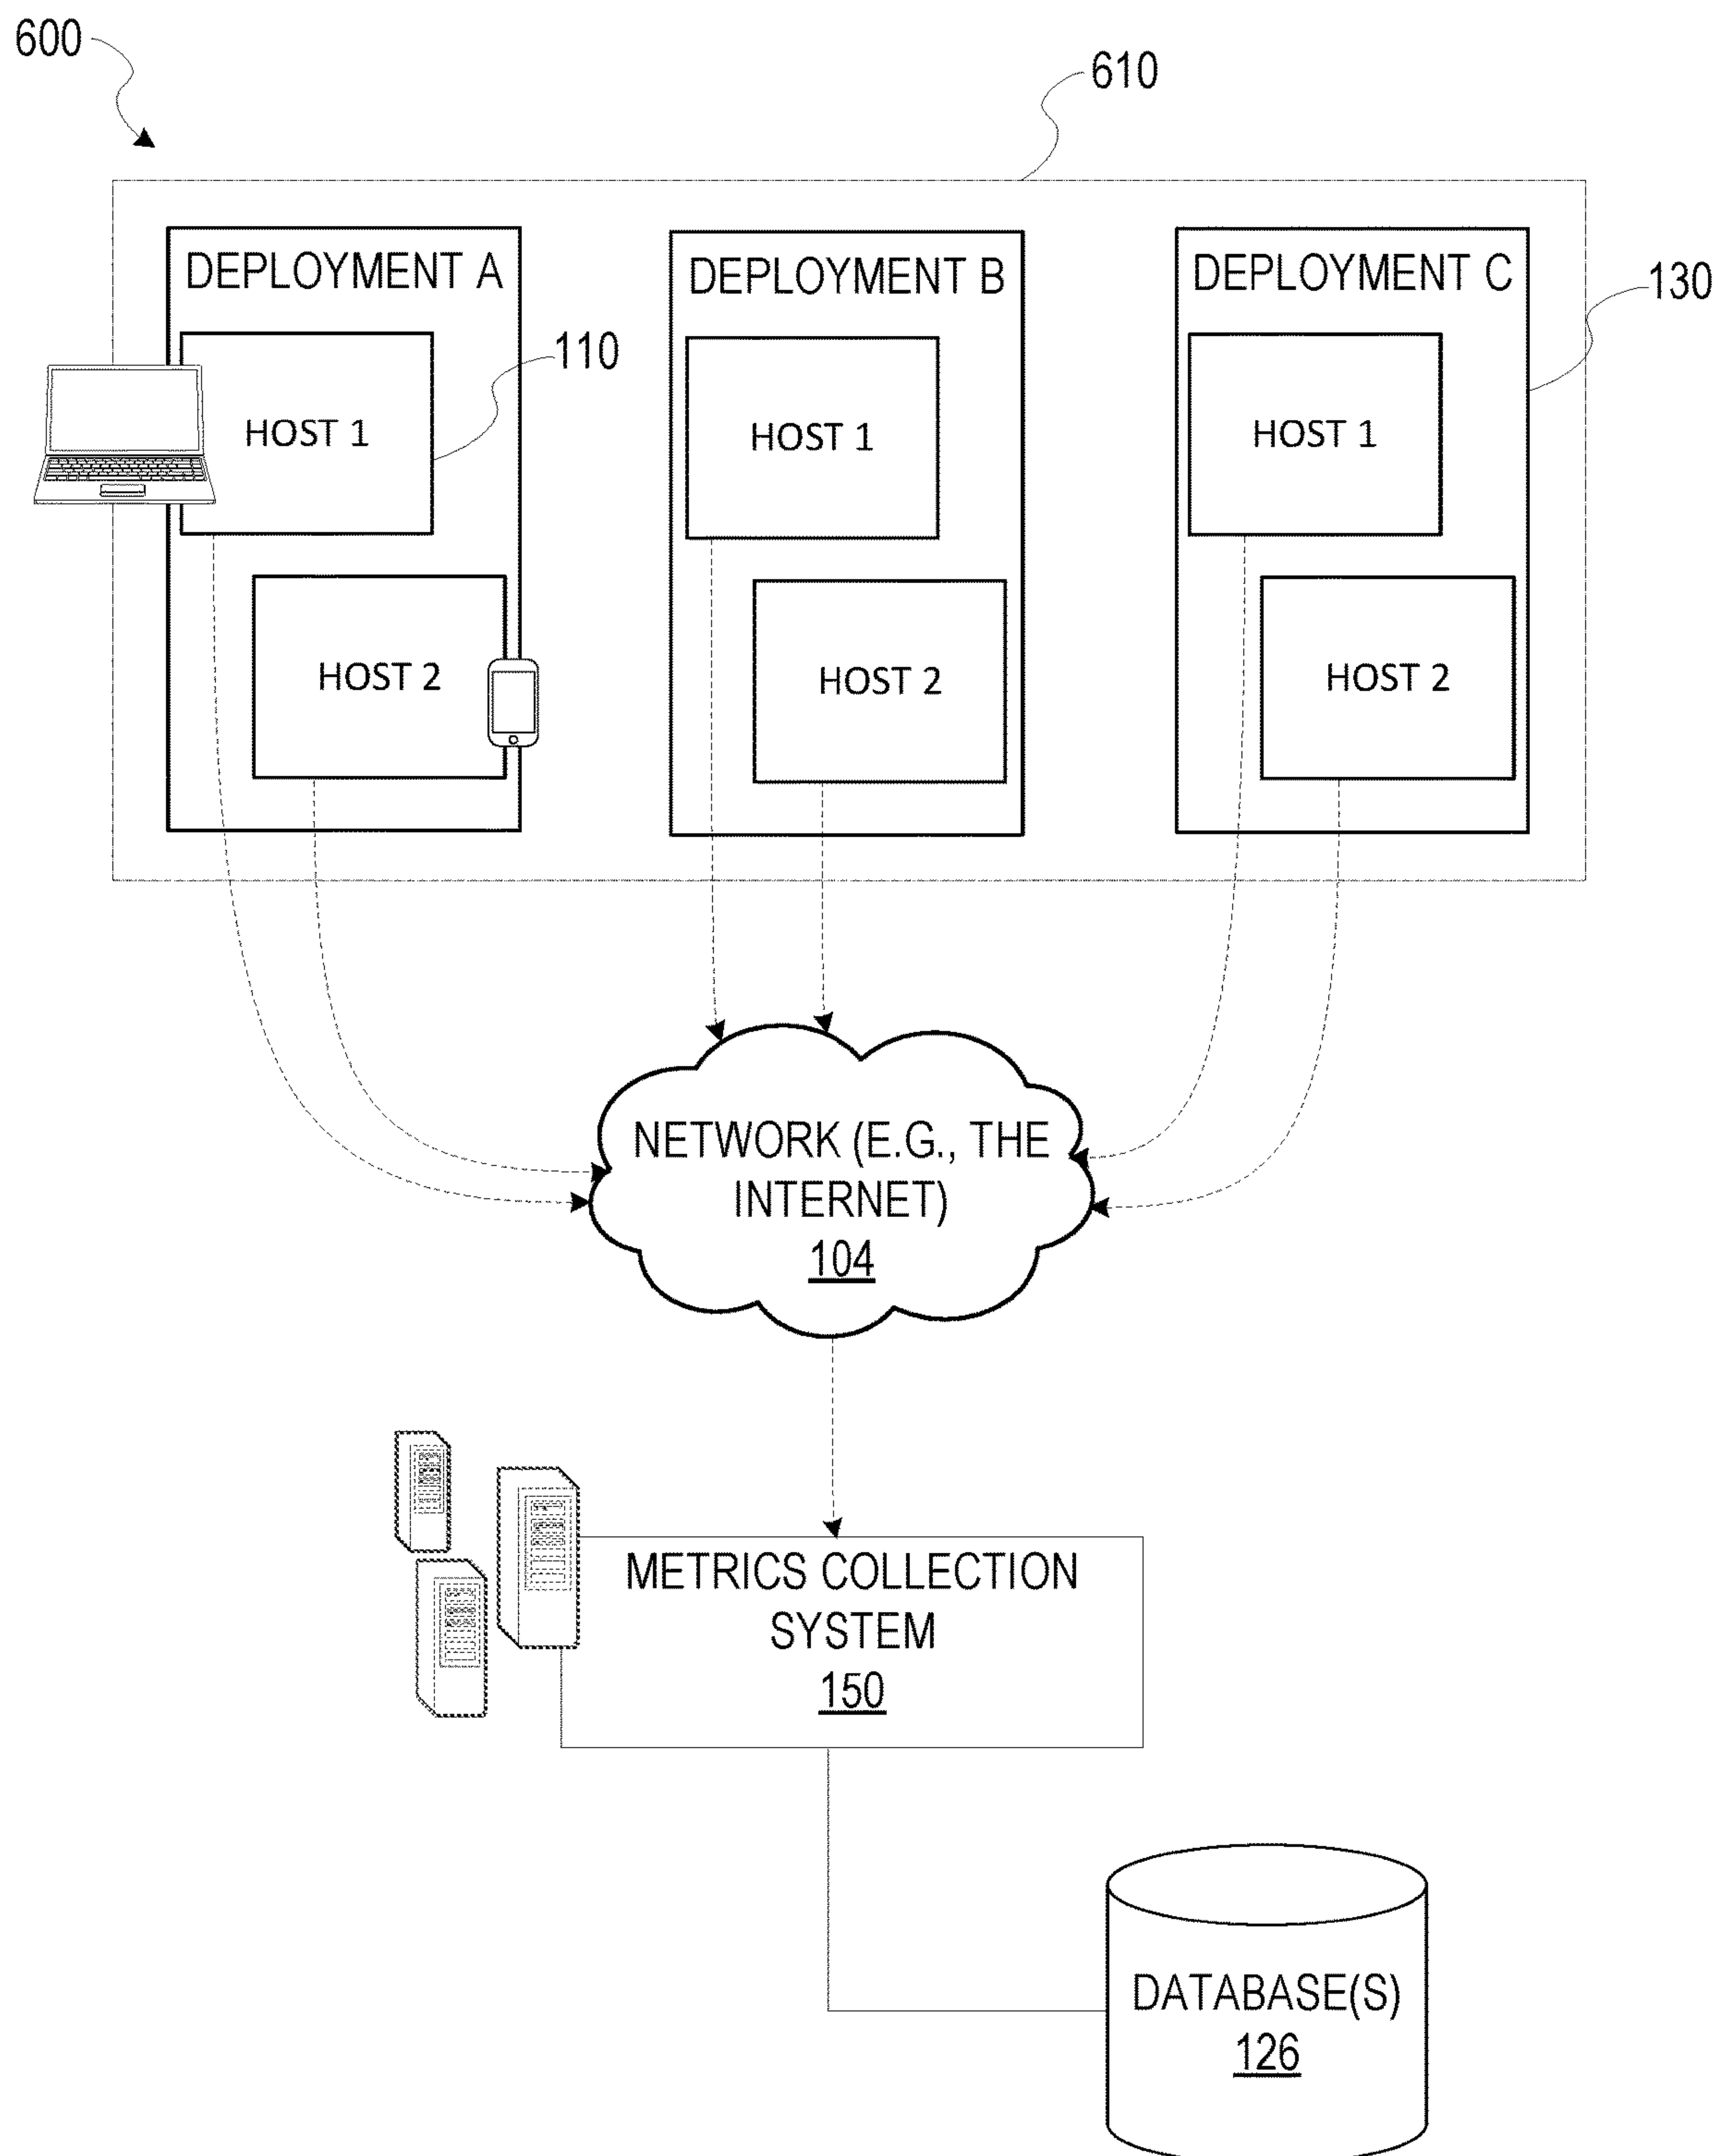 600
610
DEPLOYMENT A
DEPLOYMENT B
DEPLOYMENT C
130
110
HOST 1
HOST 1
HOST 1
HOST 2
HOST 2
HOST 2
NETWORK (E.G., THE
INTERNET)
104
METRICS COLLECTION
SYSTEM
150
DATABASE(S)
126